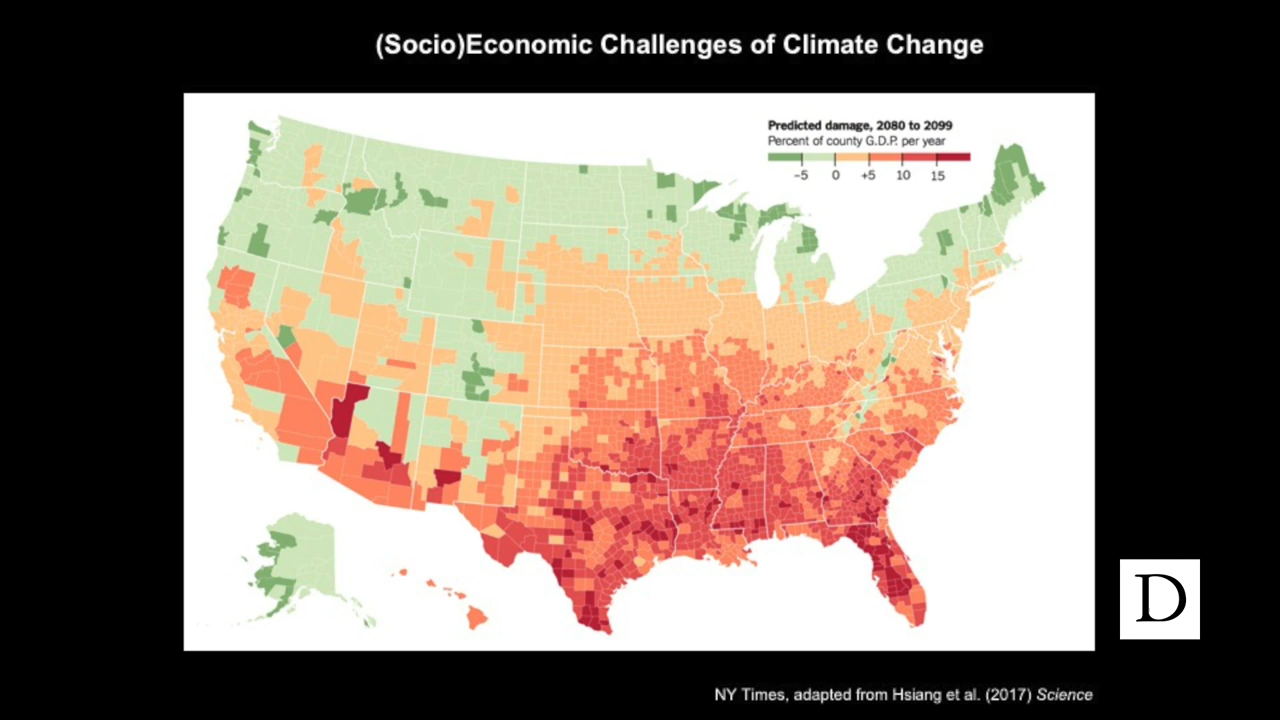 (Socio)Economic Challenges of Climate Change
Predicted damage, 2080 to 2099
Percent of county G.D.P. per year
-5 0 +5 10 15
D
NY Times, adapted from Hsiang et al. (2017) Science